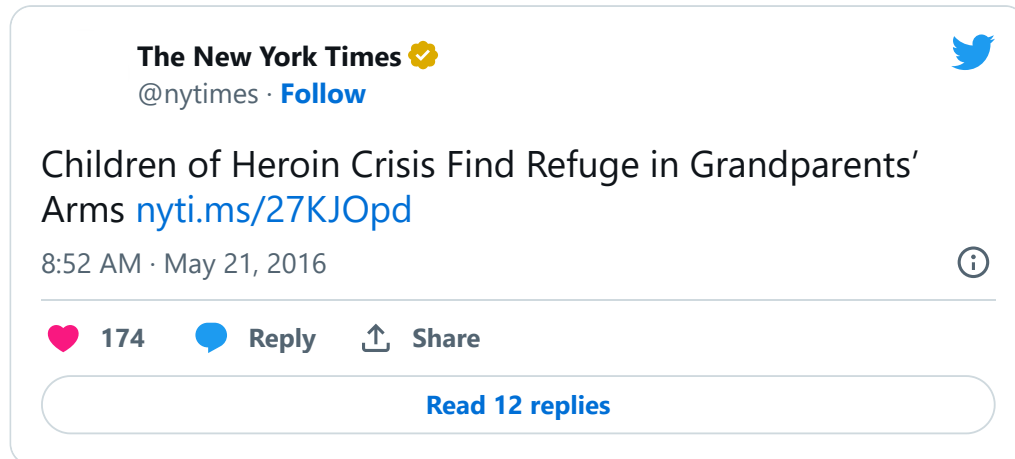 The New York Times
@nytimes · Follow
Children of Heroin Crisis Find Refuge in Grandparents’
Arms nyti.ms/27KJOpd
8:52 AM · May 21, 2016
174 Reply Share
Read 12 replies